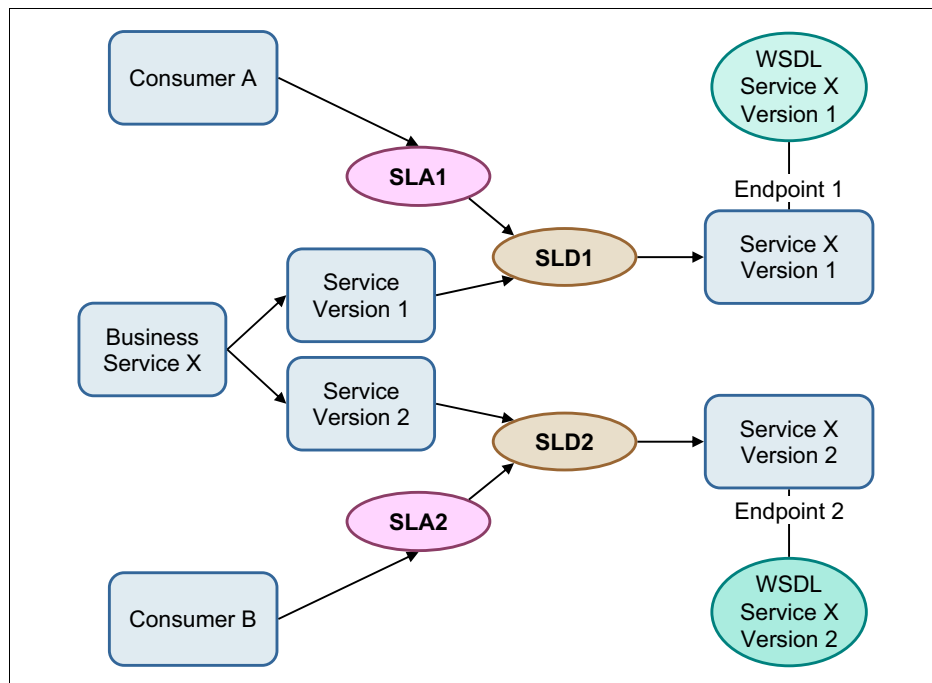 Consumer A
WSDL
Service X
Version 1
SLA1
Endpoint 1
Service X
Version 1
SLD1
Service
Version 1
Business
Service X
Service
Version 2
SLD2
Service X
Version 2
SLA2
Endpoint 2
Consumer B
WSDL
Service X
Version 2